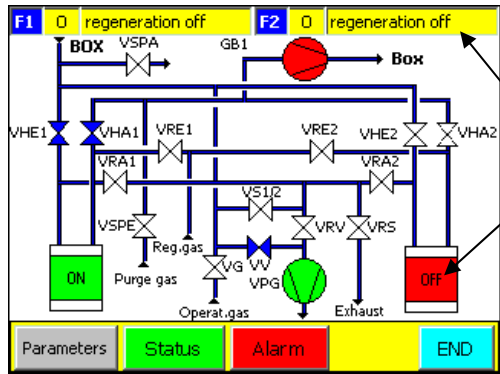 F1 0 regeneration off F2 0 regeneration off
BOX VSPA GB1 Box
VHE1 VHA1 VRE1 VRE2 VHE2 VHA2
VRA1 VRA2
VS1/2
VSPE VRV VRS
Reg.gas
ON Purge gas VG VV OFF
VPG
Operat.gas Exhaust
Parameters Status Alarm END